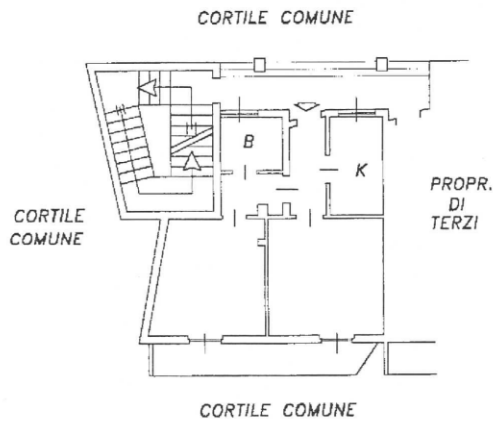 CORTILE COMUNE
B
K
PROPR.
DI
TERZI
CORTILE
COMUNE
CORTILE COMUNE